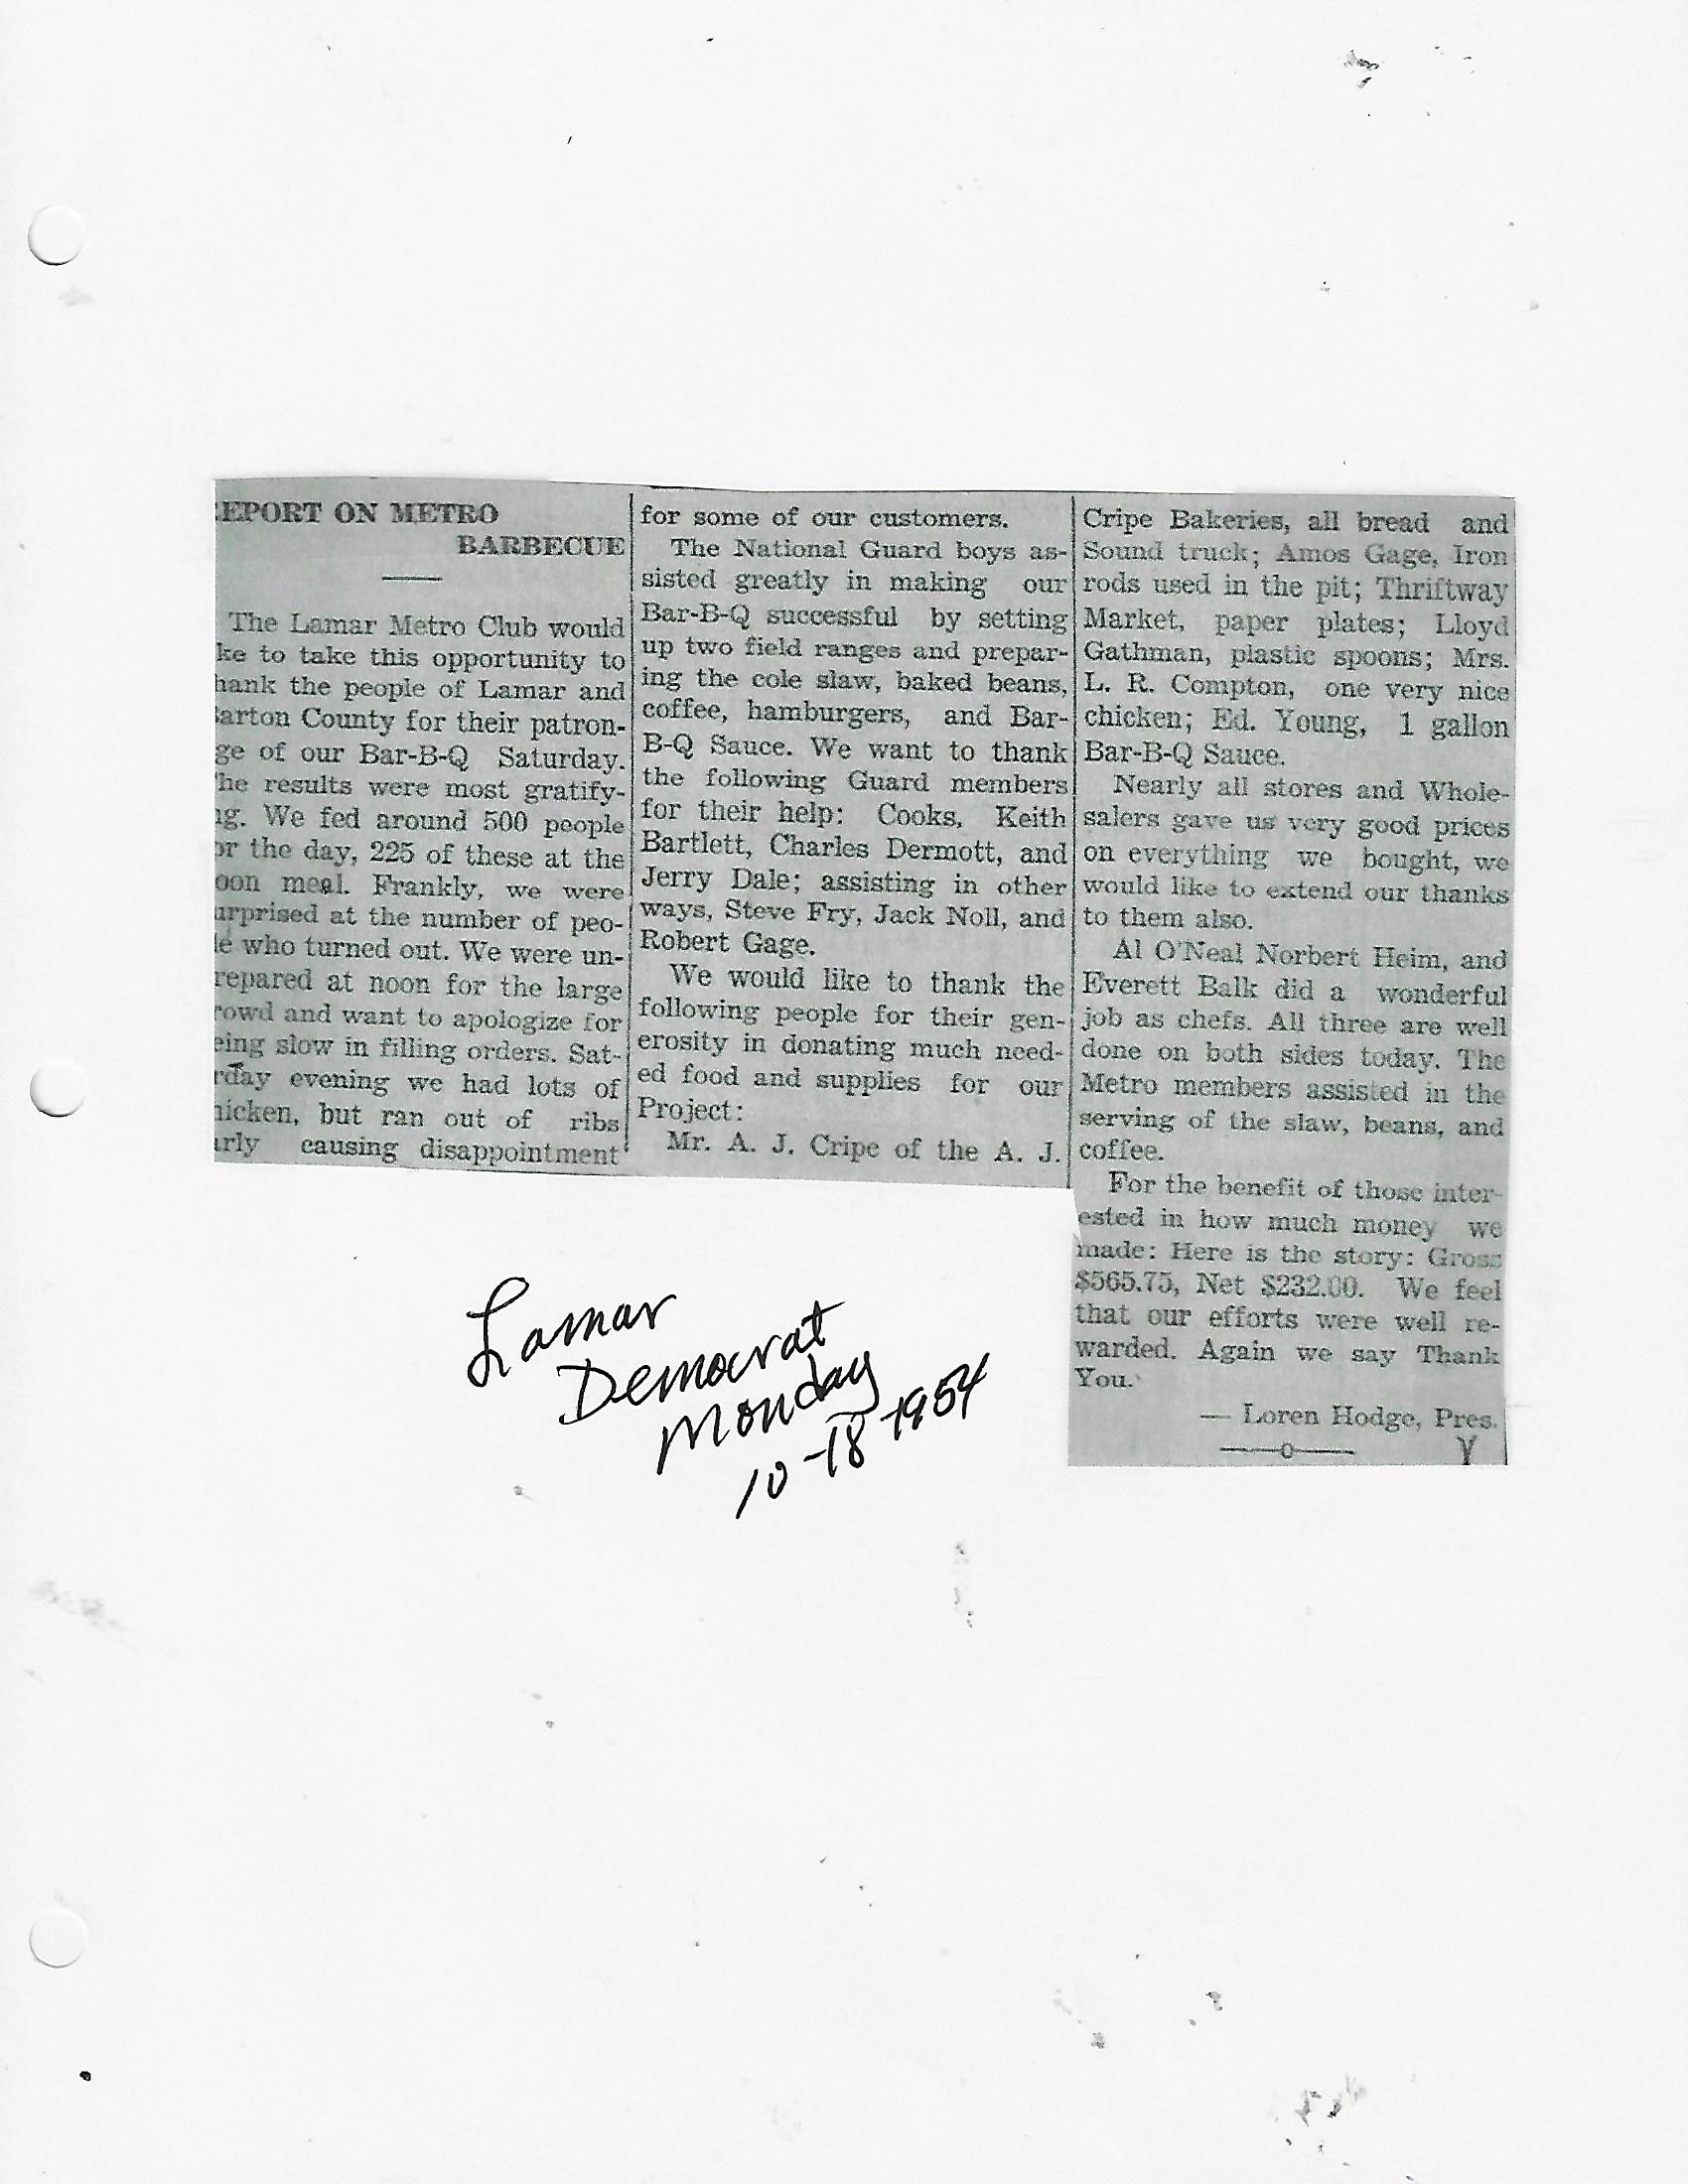 EPORT ON METRO
BARBECUE
The Lamar Metro Club would
ke to take this opportunity to
hank the people of Lamar and
arton County for their patron-
ge of our Bar-B-Q Saturday.
he results were most gratify-
g. We fed around 500 people
or the day, 225 of these at the
oon meal. Frankly, we were
urprised at the number of peo-
le who turned out. We were un-
repared at noon for the large
rowd and want to apologize for
eing slow in filling orders. Sat-
rday evening we had lots of
hicken, but ran out of ribs
arly causing disappointment
for some of our customers.
The National Guard boys as-
sisted greatly in making our
Bar-B-Q successful by setting
up two field ranges and prepar-
ing the cole slaw, baked beans,
coffee, hamburgers, and Bar-
B-Q Sauce. We want to thank
the following Guard members
for their help: Cooks, Keith
Bartlett, Charles Dermott, and
Jerry Dale; assisting in other
ways, Steve Fry, Jack Noll, and
Robert Gage.
We would like to thank the
following people for their gen-
erosity in donating much need-
ed food and supplies for our
Project:
Mr. A. J. Cripe of the A. J.
Cripe Bakeries, all bread and
Sound truck; Amos Gage, Iron
rods used in the pit; Thriftway
Market, paper plates; Lloyd
Gathman, plastic spoons; Mrs.
L. R. Compton, one very nice
chicken; Ed. Young, 1 gallon
Bar-B-Q Sauce.
Nearly all stores and Whole-
salers gave us very good prices
on everything we bought, we
would like to extend our thanks
to them also.
Al O'Neal Norbert Heim, and
Everett Balk did a wonderful
job as chefs. All three are well
done on both sides today. The
Metro members assisted in the
serving of the slaw, beans, and
coffee.
For the benefit of those inter-
ested in how much money we
made: Here is the story: Gross
$565.75, Net $232.00. We feel
that our efforts were well re-
warded. Again we say Thank
You.
— Loren Hodge, Pres.
Lamar
Democrat
Monday
10-18-1954